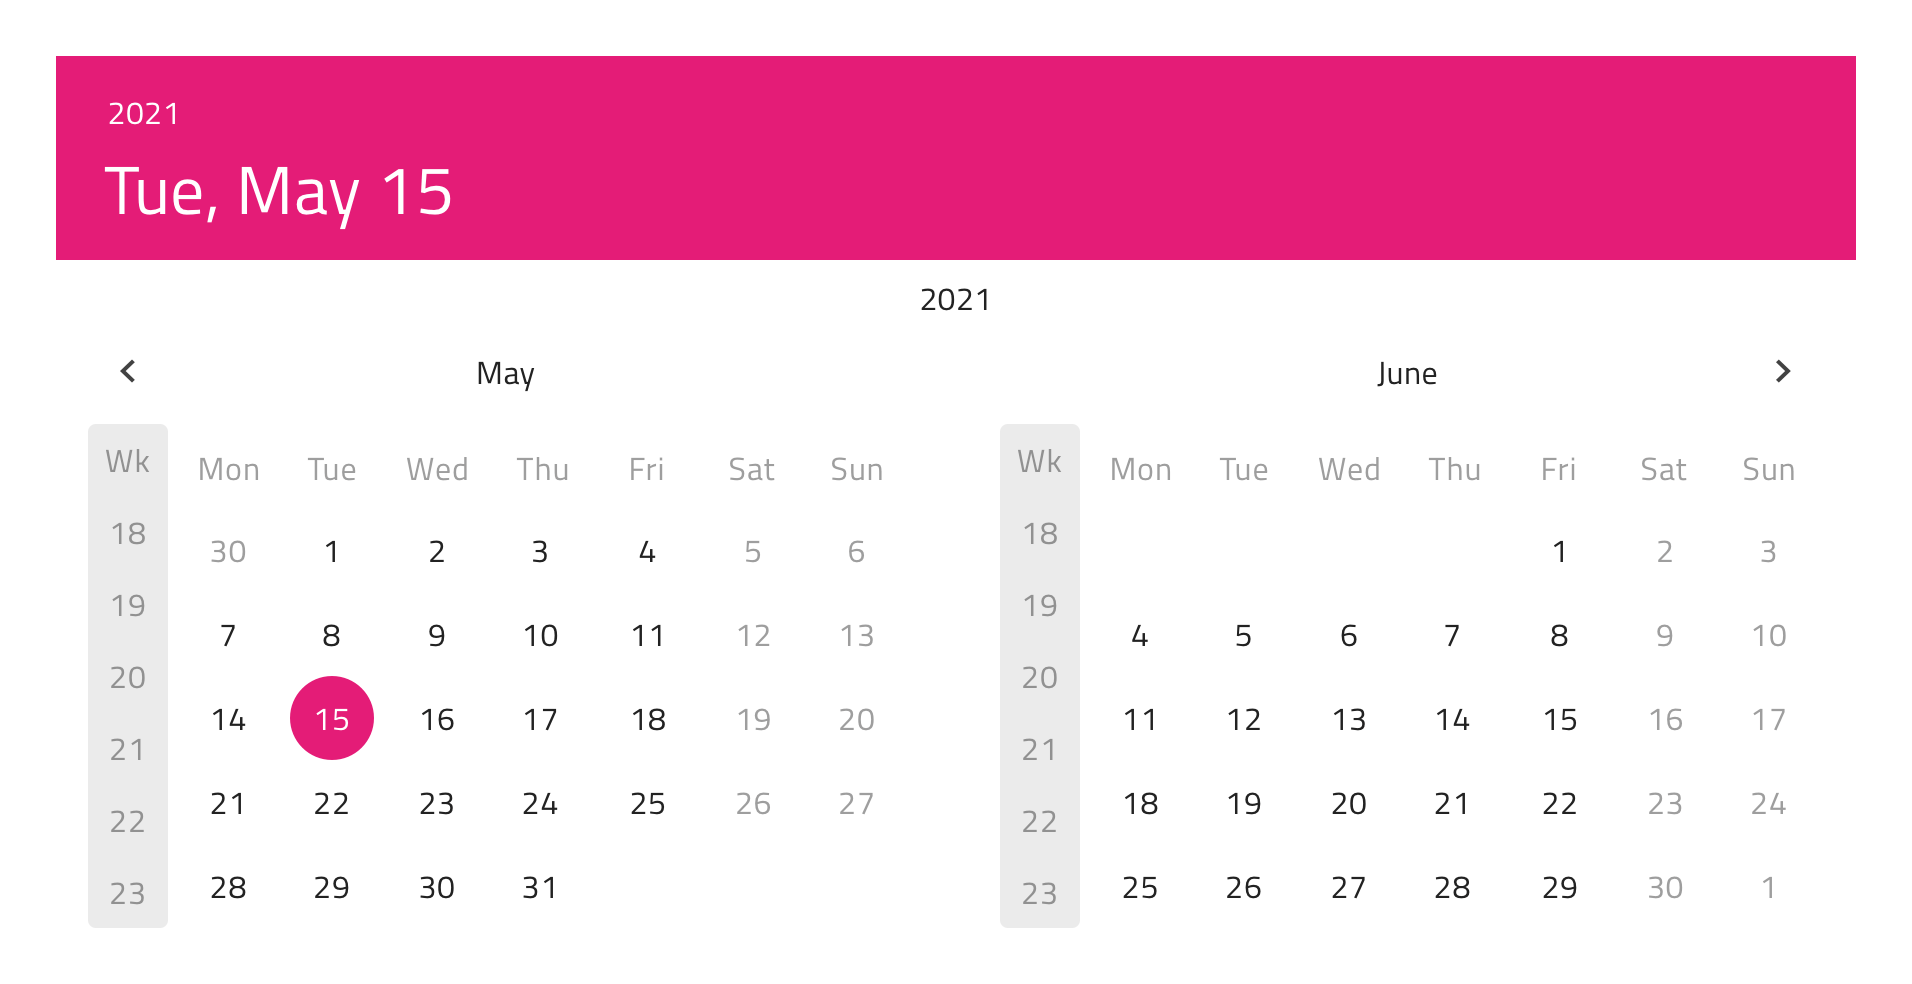 2021
Tue, May 15
2021
May
Wk Mon Tue Wed Thu Fri Sat Sun
18 30 1 2 3 4 5 6
19 7 8 9 10 11 12 13
20 14 15 16 17 18 19 20
21 21 22 23 24 25 26 27
22 28 29 30 31
23
June
Wk Mon Tue Wed Thu Fri Sat Sun
18 1 2 3
19 4 5 6 7 8 9 10
20 11 12 13 14 15 16 17
21 18 19 20 21 22 23 24
22 25 26 27 28 29 30 1
23